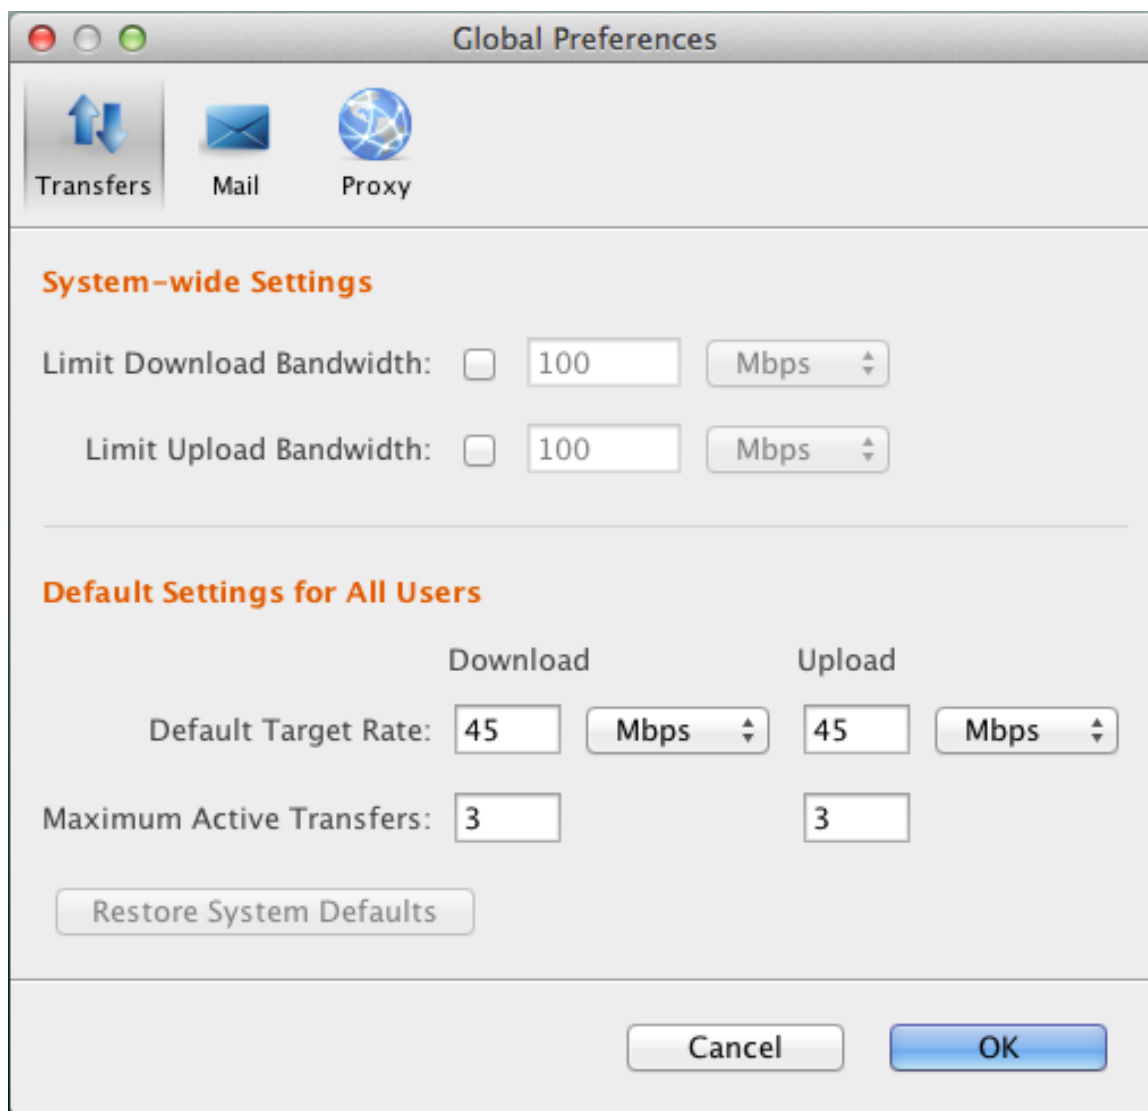 Global Preferences
Transfers Mail Proxy
System-wide Settings
Limit Download Bandwidth: 100 Mbps
Limit Upload Bandwidth: 100 Mbps
Default Settings for All Users
Download Upload
Default Target Rate: 45 Mbps 45 Mbps
Maximum Active Transfers: 3 3
Restore System Defaults
Cancel OK